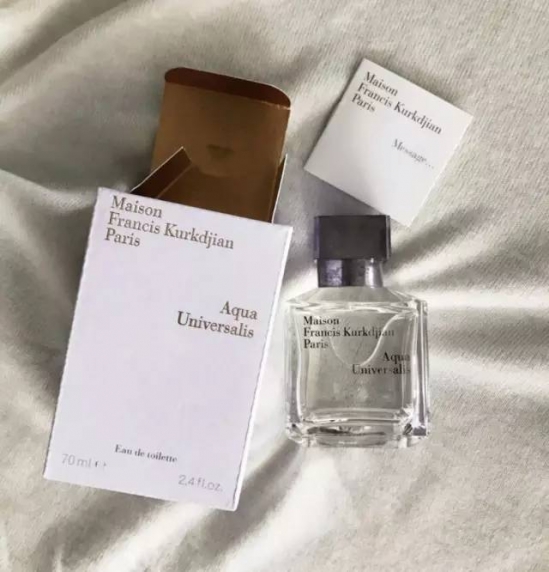 Maison
Francis Kurkdjian
Paris
Message...
Maison
Francis Kurkdjian
Paris
Aqua
Universalis
Eau de toilette
70 ml
2.4 fl.oz.
Maison
Francis Kurkdjian
Paris
Aqua
Universalis